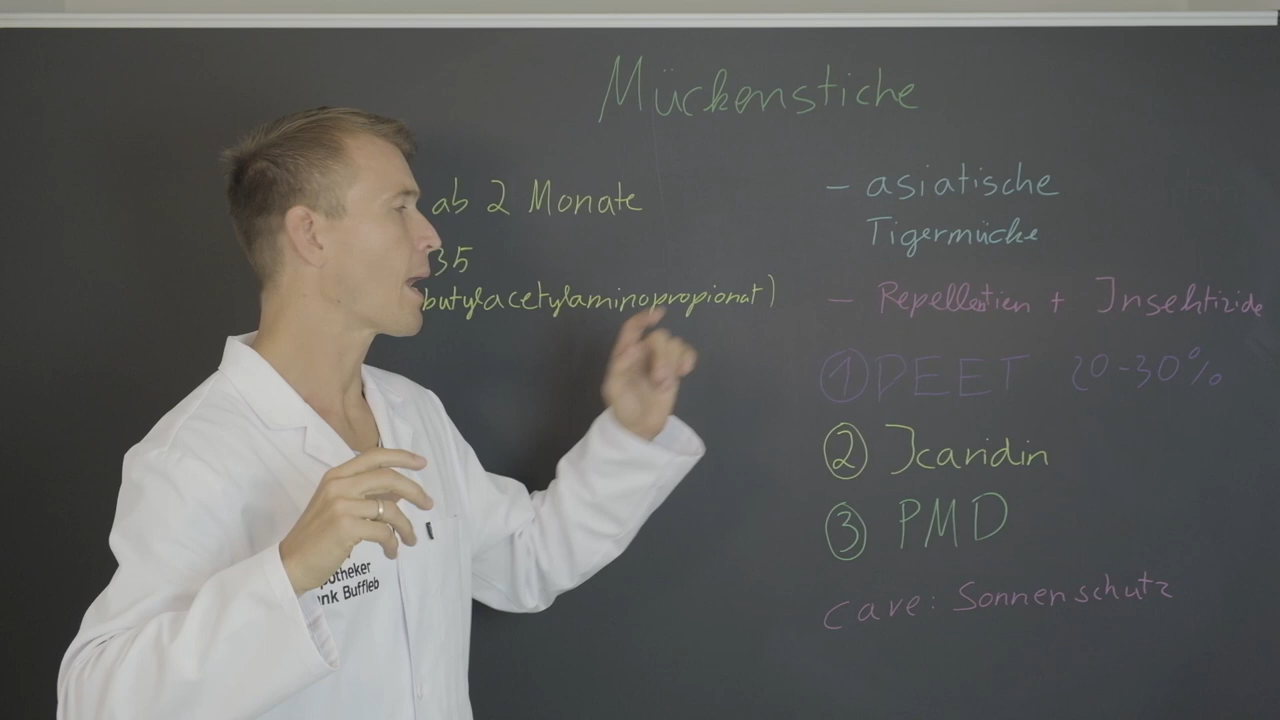 Mückenstiche
ab 2 Monate
35
butylacetylaminopropionat)
- asiatische
Tigermücke
- Repellentien + Insektizide
① DEET 20-30%
② Icaridin
③ PMD
cave: Sonnenschutz
potheker
nk Buffleb